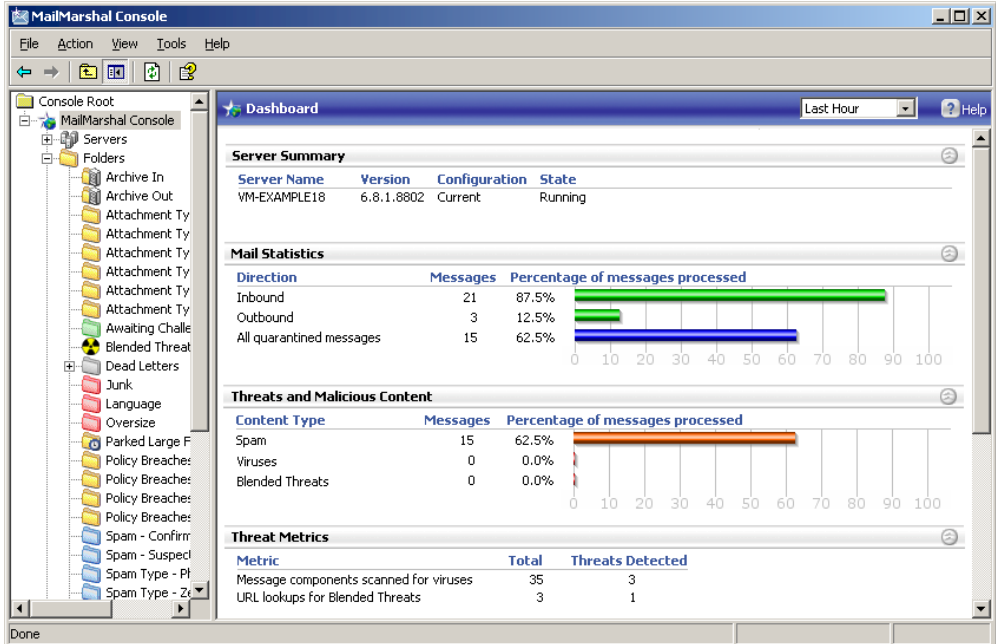 MailMarshal Console
File Action View Tools Help
Console Root
MailMarshal Console
Servers
Folders
Archive In
Archive Out
Attachment Ty
Attachment Ty
Attachment Ty
Attachment Ty
Attachment Ty
Attachment Ty
Awaiting Challe
Blended Threat
Dead Letters
Junk
Language
Oversize
Parked Large F
Policy Breaches
Policy Breaches
Policy Breaches
Policy Breaches
Spam - Confirm
Spam - Suspect
Spam Type - Ph
Spam Type - Ze
Dashboard Last Hour Help
Server Summary
Server Name Version Configuration State
VM-EXAMPLE18 6.8.1.8802 Current Running
Mail Statistics
Direction Messages Percentage of messages processed
Inbound 21 87.5%
Outbound 3 12.5%
All quarantined messages 15 62.5%
0 10 20 30 40 50 60 70 80 90 100
Threats and Malicious Content
Content Type Messages Percentage of messages processed
Spam 15 62.5%
Viruses 0 0.0%
Blended Threats 0 0.0%
0 10 20 30 40 50 60 70 80 90 100
Threat Metrics
Metric Total Threats Detected
Message components scanned for viruses 35 3
URL lookups for Blended Threats 3 1
Done